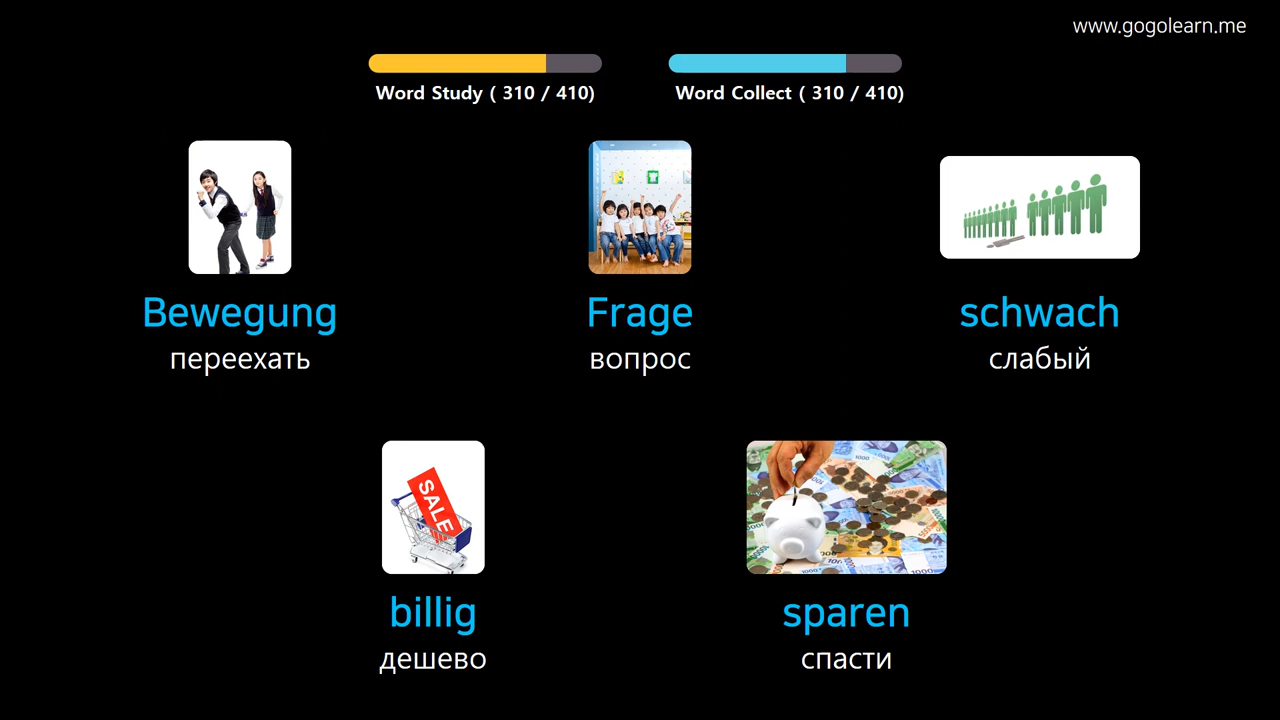 www.gogolearn.me
Word Study ( 310 / 410)
Word Collect ( 310 / 410)
Bewegung
переехать
Frage
вопрос
schwach
слабый
SALE
billig
дешево
sparen
спасти